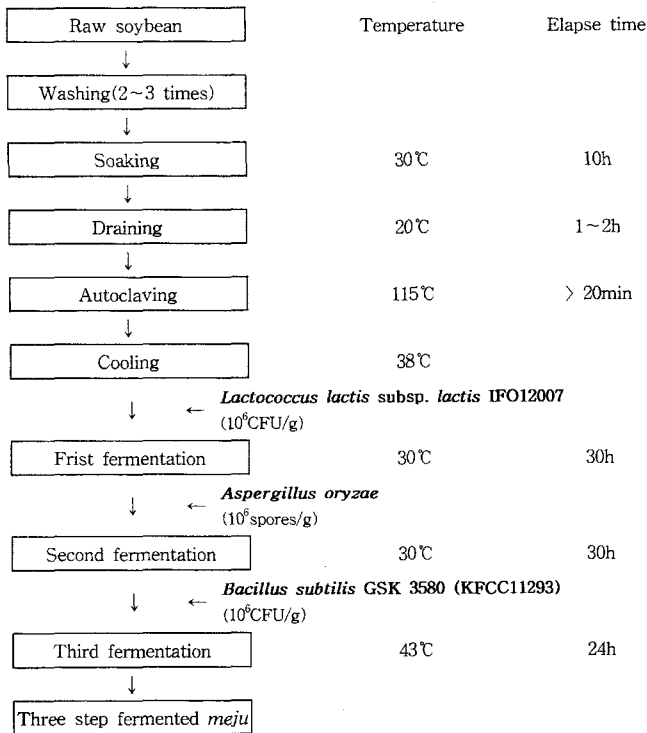 Raw soybean Temperature Elapse time
↓
Washing(2~3 times)
↓
Soaking 30℃ 10h
↓
Draining 20℃ 1~2h
↓
Autoclaving 115℃ 〉20min
↓
Cooling 38℃
↓ ← Lactococcus lactis subsp. lactis IFO12007
(10⁶CFU/g)
Frist fermentation 30℃ 30h
↓ ← Aspergillus oryzae
(10⁶spores/g)
Second fermentation 30℃ 30h
↓ ← Bacillus subtilis GSK 3580 (KFCC11293)
(10⁶CFU/g)
Third fermentation 43℃ 24h
↓
Three step fermented meju